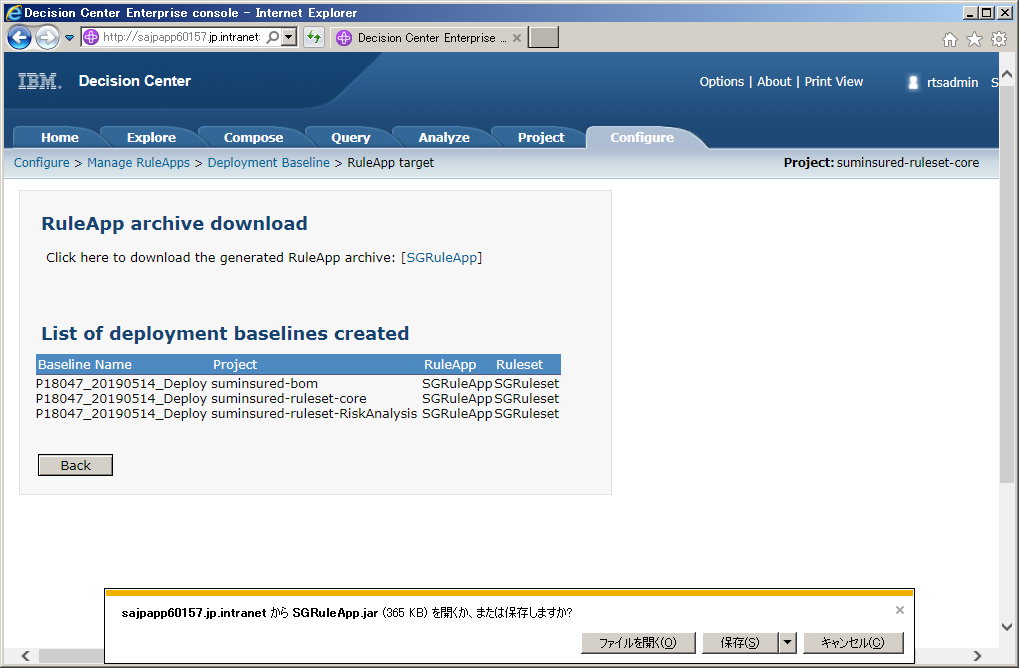 Decision Center Enterprise console - Internet Explorer
http://sajpapp60157.jp.intranet:
Decision Center Enterprise ...
IBM. Decision Center
Options | About | Print View
rtsadmin S
Home Explore Compose Query Analyze Project Configure
Configure > Manage RuleApps > Deployment Baseline > RuleApp target
Project: suminsured-ruleset-core
RuleApp archive download
Click here to download the generated RuleApp archive: [SGRuleApp]
List of deployment baselines created
Baseline Name Project RuleApp Ruleset
P18047_20190514_Deploy suminsured-bom SGRuleApp SGRuleset
P18047_20190514_Deploy suminsured-ruleset-core SGRuleApp SGRuleset
P18047_20190514_Deploy suminsured-ruleset-RiskAnalysis SGRuleApp SGRuleset
Back
sajpapp60157.jp.intranet から SGRuleApp.jar (365 KB) を開くか、または保存しますか?
ファイルを開く(O) 保存(S) キャンセル(C)